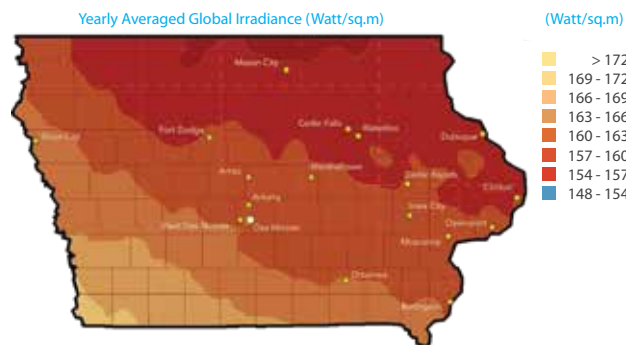 Yearly Averaged Global Irradiance (Watt/sq.m)
(Watt/sq.m)
> 172
169 - 172
166 - 169
163 - 166
160 - 163
157 - 160
154 - 157
148 - 154
Mason City
Fort Dodge
Cedar Falls
Waterloo
Dubuque
Sioux City
Ames
Marshalltown
Cedar Rapids
Clinton
Ankeny
Iowa City
West Des Moines
Des Moines
Davenport
Muscatine
Ottumwa
Burlington